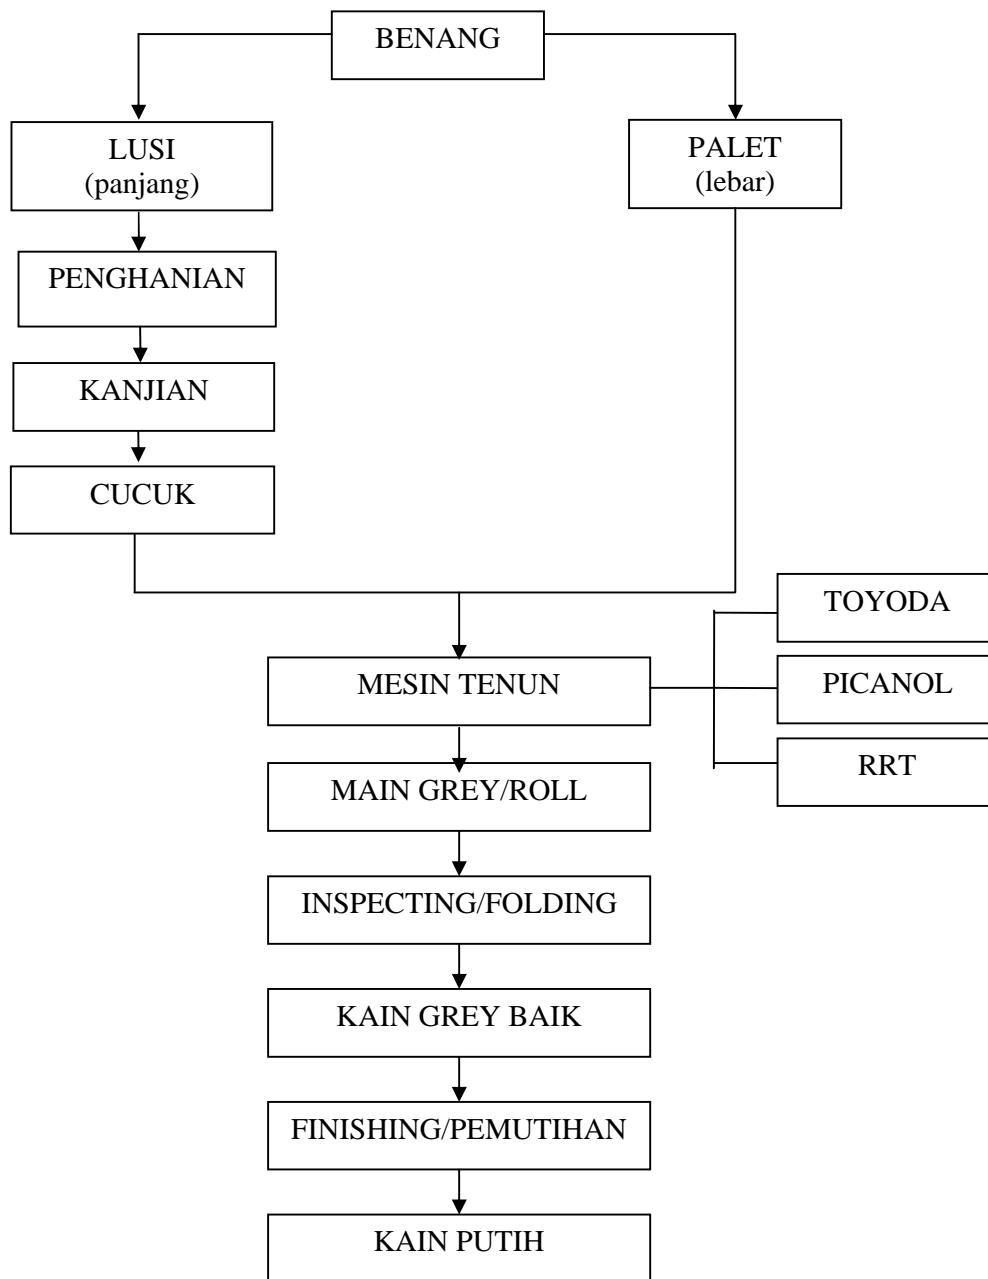 BENANG
LUSI
(panjang)
PALET
(lebar)
PENGHANIAN
KANJIAN
CUCUK
TOYODA
MESIN TENUN
PICANOL
RRT
MAIN GREY/ROLL
INSPECTING/FOLDING
KAIN GREY BAIK
FINISHING/PEMUTIHAN
KAIN PUTIH